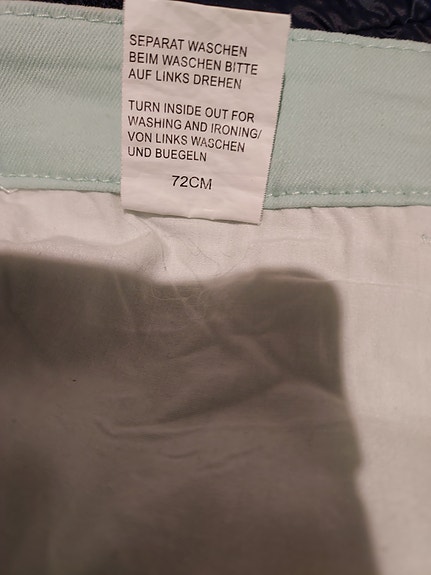 SEPARAT WASCHEN
BEIM WASCHEN BITTE
AUF LINKS DREHEN
TURN INSIDE OUT FOR
WASHING AND IRONING/
VON LINKS WASCHEN
UND BUEGELN
72CM